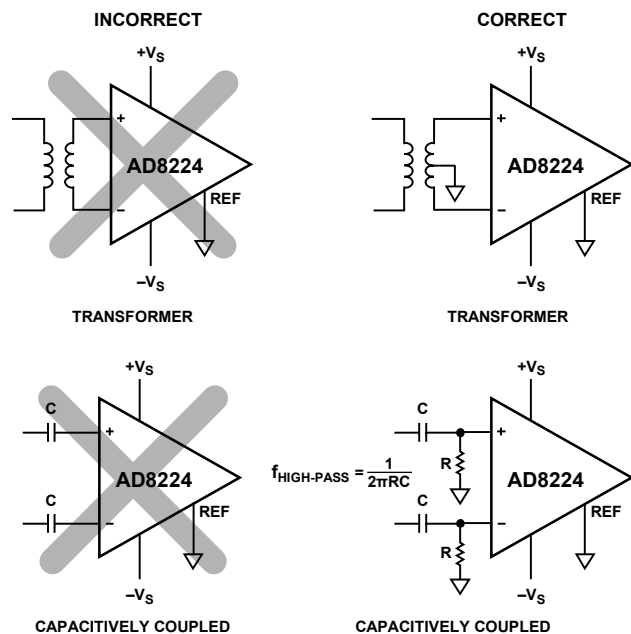 INCORRECT
+VS
+
AD8224
−
REF
−VS
TRANSFORMER
CORRECT
+VS
+
AD8224
−
REF
−VS
TRANSFORMER
+VS
C
+
AD8224
C
−
REF
−VS
CAPACITIVELY COUPLED
fHIGH-PASS = 1/2πRC
+VS
C
+
R
AD8224
C
−
REF
R
−VS
CAPACITIVELY COUPLED